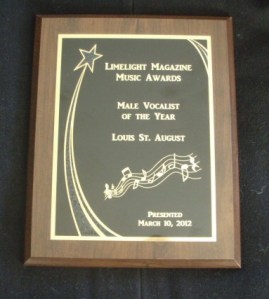 Limelight Magazine
Music Awards
Male Vocalist
of the Year
Louis St. August
Presented
March 10, 2012